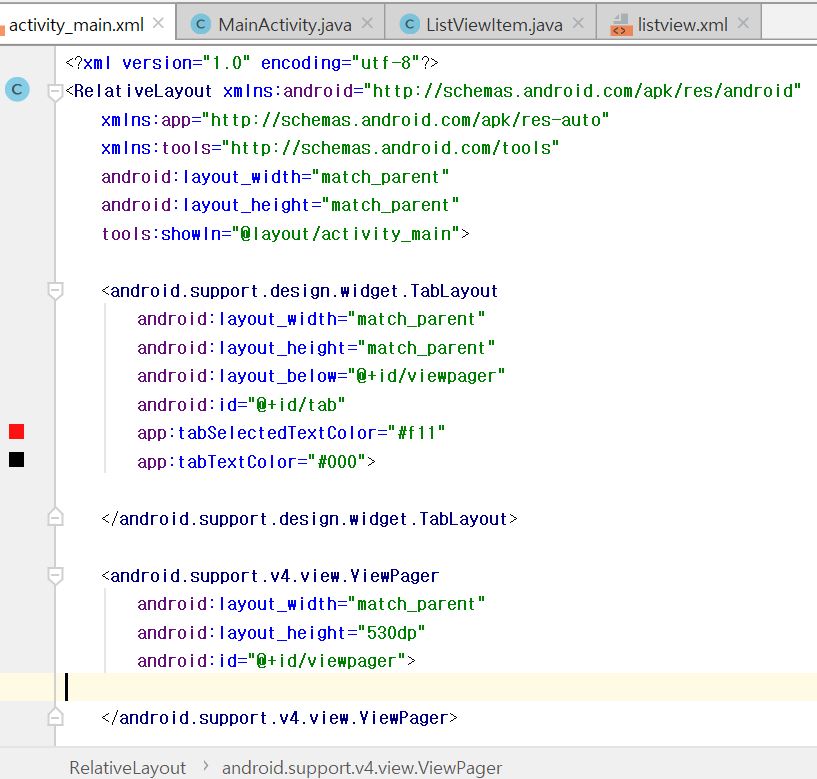 activity_main.xml MainActivity.java ListViewItem.java listview.xml
<?xml version="1.0" encoding="utf-8"?>
<RelativeLayout xmlns:android="http://schemas.android.com/apk/res/android"
xmlns:app="http://schemas.android.com/apk/res-auto"
xmlns:tools="http://schemas.android.com/tools"
android:layout_width="match_parent"
android:layout_height="match_parent"
tools:showIn="@layout/activity_main">
<android.support.design.widget.TabLayout
android:layout_width="match_parent"
android:layout_height="match_parent"
android:layout_below="@+id/viewpager"
android:id="@+id/tab"
app:tabSelectedTextColor="#f11"
app:tabTextColor="#000">
</android.support.design.widget.TabLayout>
<android.support.v4.view.ViewPager
android:layout_width="match_parent"
android:layout_height="530dp"
android:id="@+id/viewpager">
</android.support.v4.view.ViewPager>
RelativeLayout › android.support.v4.view.ViewPager